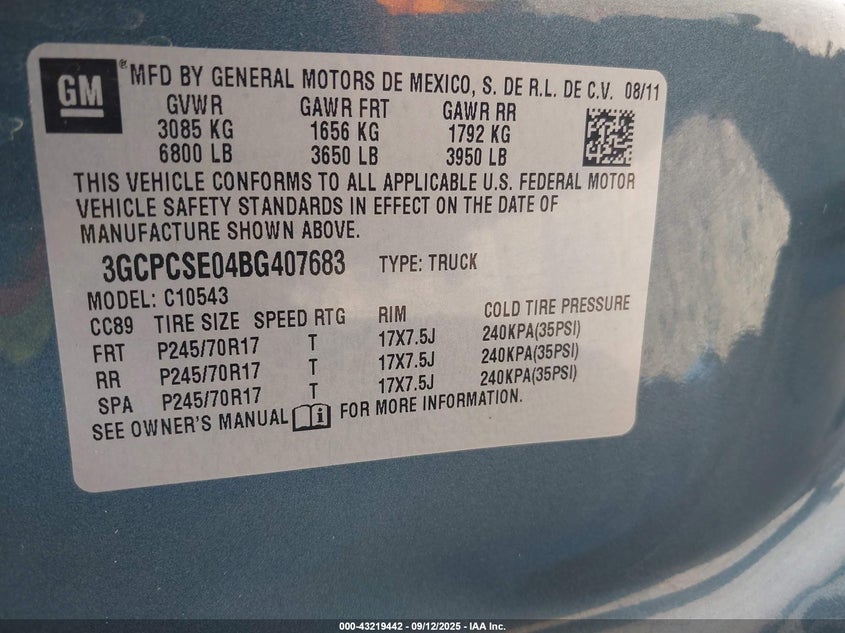 GM
® MFD BY GENERAL MOTORS DE MEXICO, S. DE R.L. DE C.V. 08/11
GVWR GAWR FRT GAWR RR
3085 KG 1656 KG 1792 KG
6800 LB 3650 LB 3950 LB
THIS VEHICLE CONFORMS TO ALL APPLICABLE U.S. FEDERAL MOTOR
VEHICLE SAFETY STANDARDS IN EFFECT ON THE DATE OF
MANUFACTURE SHOWN ABOVE.
3GCPCSE04BG407683 TYPE: TRUCK
MODEL: C10543
CC89 TIRE SIZE SPEED RTG RIM COLD TIRE PRESSURE
FRT P245/70R17 T 17X7.5J 240KPA(35PSI)
RR P245/70R17 T 17X7.5J 240KPA(35PSI)
SPA P245/70R17 T 17X7.5J 240KPA(35PSI)
SEE OWNER'S MANUAL i FOR MORE INFORMATION.
000-43219442 - 09/12/2025 - IAA Inc.